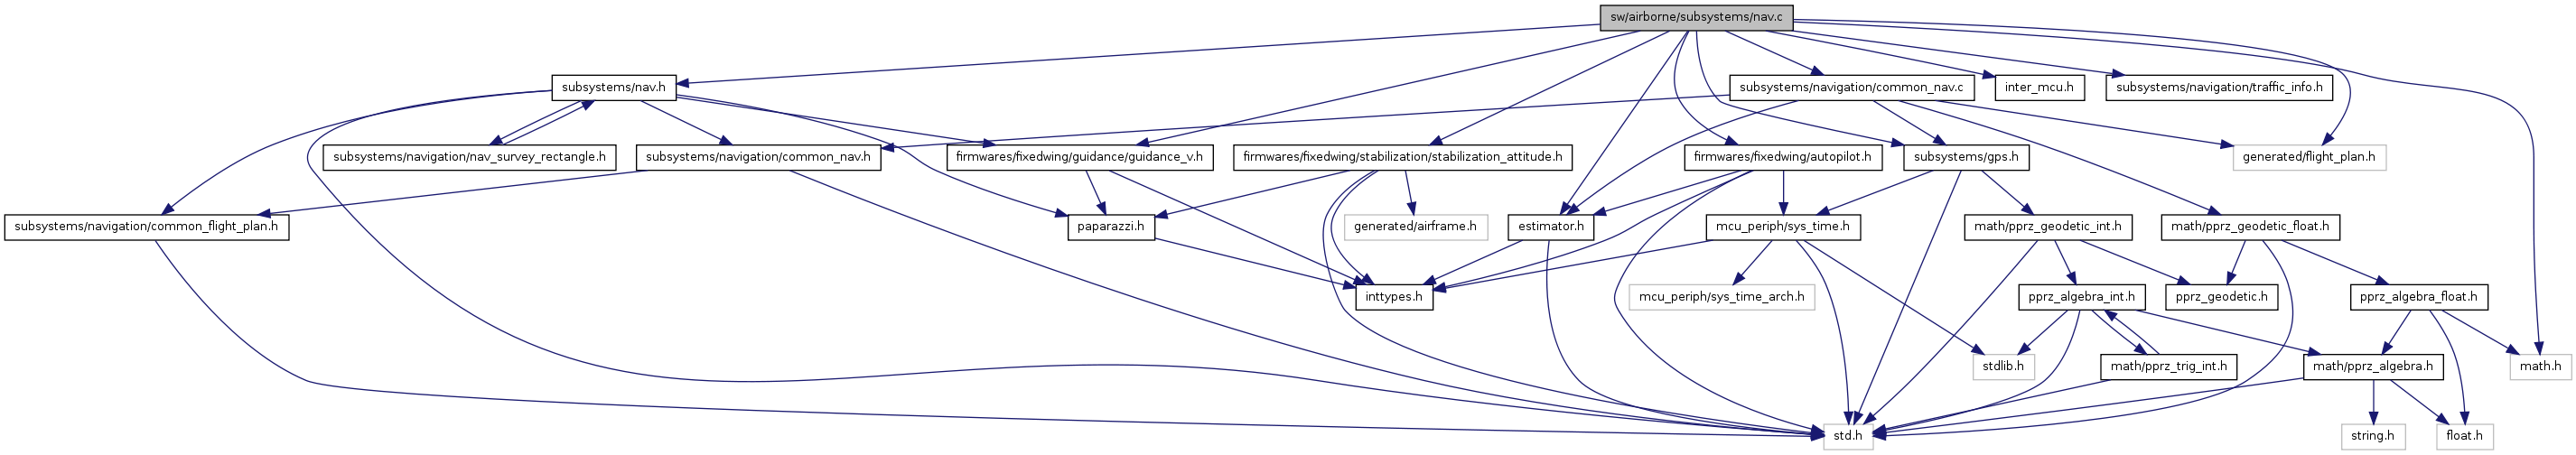 sw/airborne/subsystems/nav.c
subsystems/nav.h
subsystems/navigation/common_nav.c
inter_mcu.h
subsystems/navigation/traffic_info.h
subsystems/navigation/nav_survey_rectangle.h
subsystems/navigation/common_nav.h
firmwares/fixedwing/guidance/guidance_v.h
firmwares/fixedwing/stabilization/stabilization_attitude.h
firmwares/fixedwing/autopilot.h
subsystems/gps.h
generated/flight_plan.h
subsystems/navigation/common_flight_plan.h
paparazzi.h
generated/airframe.h
estimator.h
mcu_periph/sys_time.h
math/pprz_geodetic_int.h
math/pprz_geodetic_float.h
inttypes.h
mcu_periph/sys_time_arch.h
pprz_algebra_int.h
pprz_geodetic.h
pprz_algebra_float.h
stdlib.h
math/pprz_trig_int.h
math/pprz_algebra.h
math.h
std.h
string.h
float.h